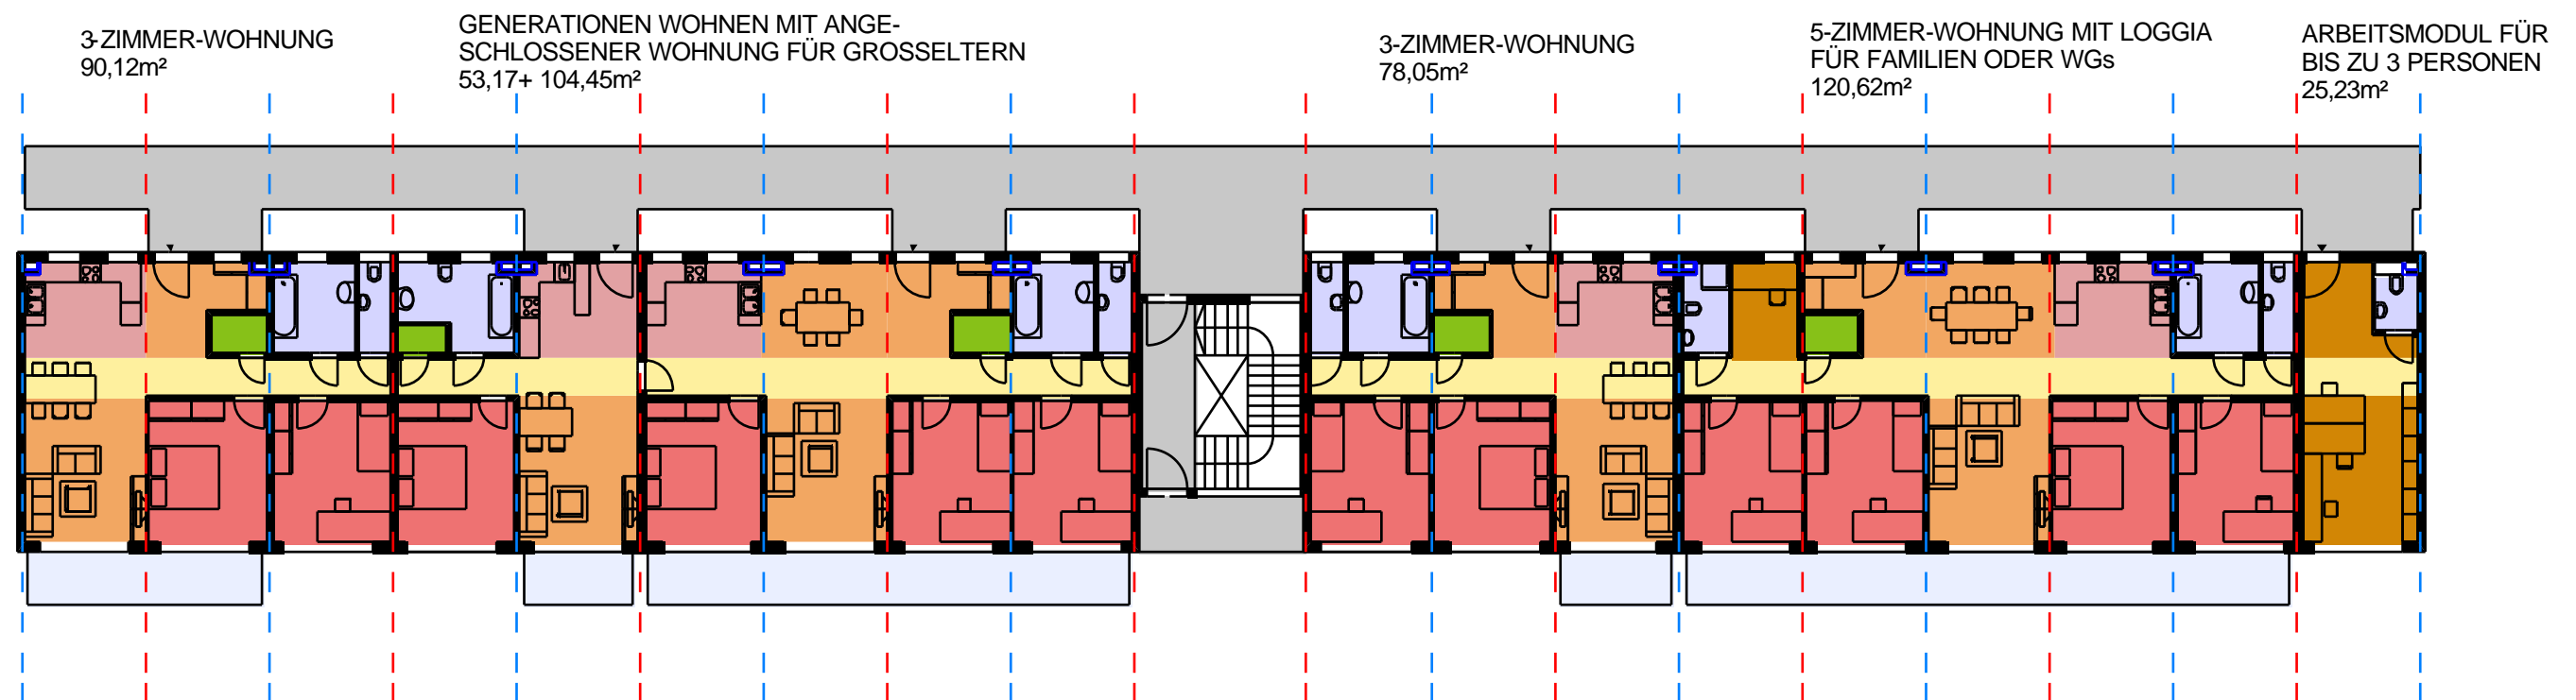 3-ZIMMER-WOHNUNG
90,12m²
GENERATIONEN WOHNEN MIT ANGE-
SCHLOSSENER WOHNUNG FÜR GROSSELTERN
53,17+ 104,45m²
3-ZIMMER-WOHNUNG
78,05m²
5-ZIMMER-WOHNUNG MIT LOGGIA
FÜR FAMILIEN ODER WGs
120,62m²
ARBEITSMODUL FÜR
BIS ZU 3 PERSONEN
25,23m²